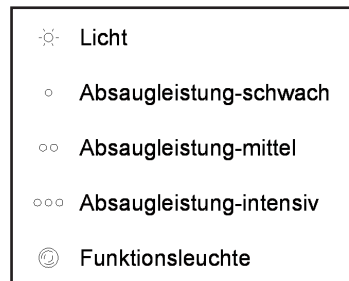 Licht
Absaugleistung-schwach
Absaugleistung-mittel
Absaugleistung-intensiv
Funktionsleuchte